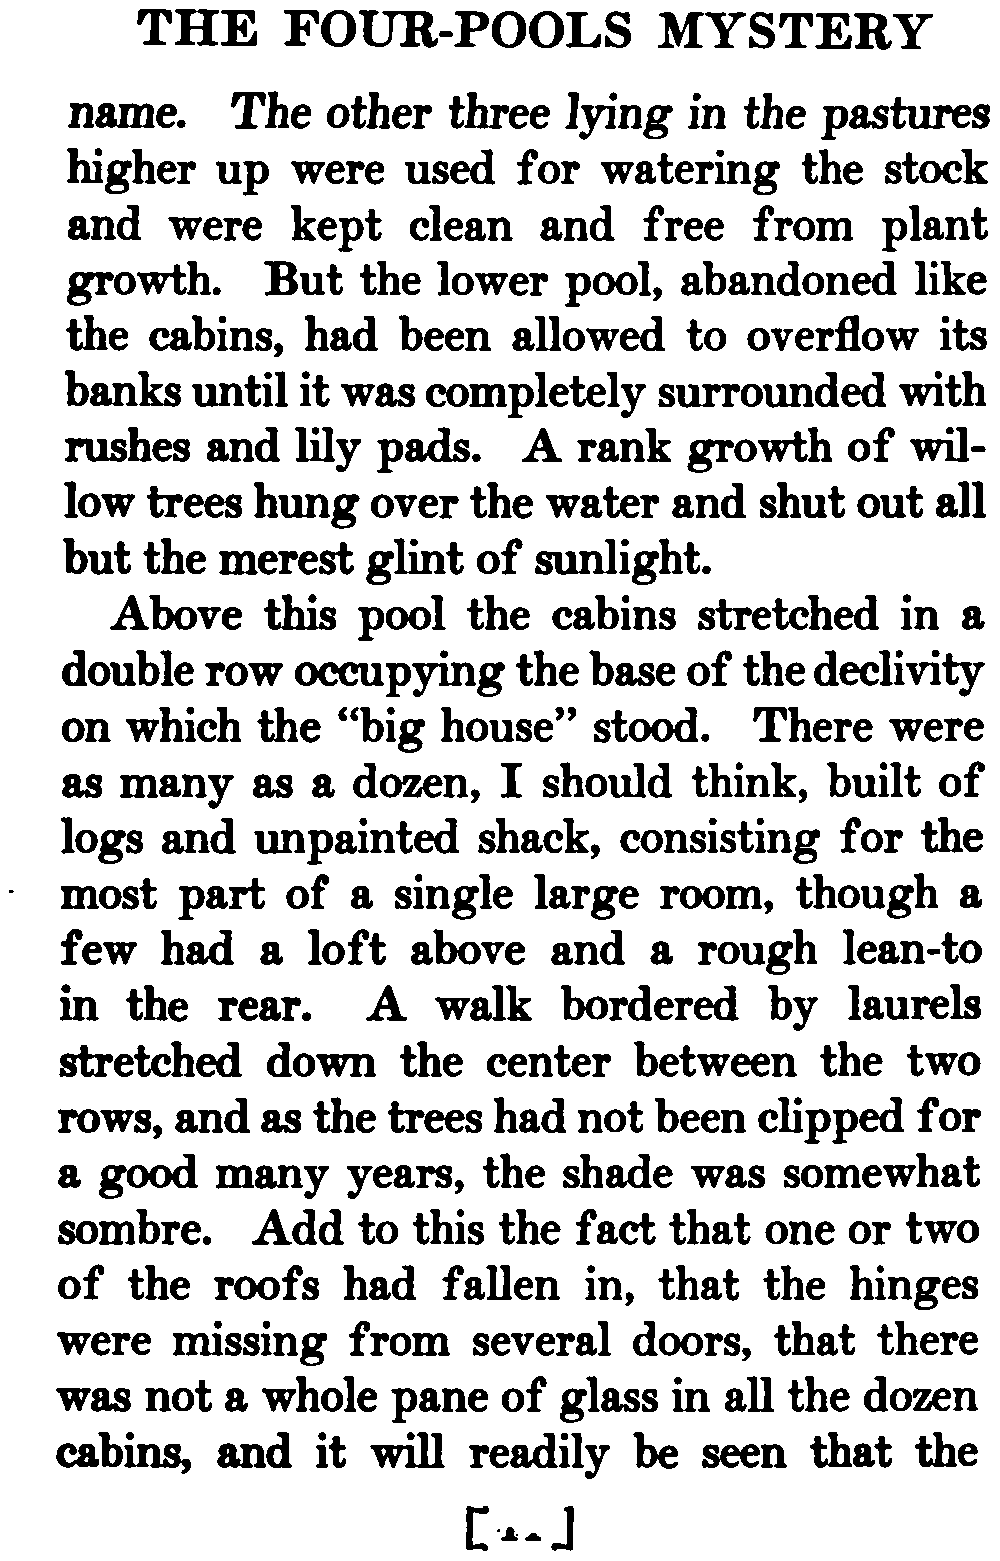 THE FOUR-POOLS MYSTERY
name. The other three lying in the pastures
higher up were used for watering the stock
and were kept clean and free from plant
growth. But the lower pool, abandoned like
the cabins, had been allowed to overflow its
banks until it was completely surrounded with
rushes and lily pads. A rank growth of wil-
low trees hung over the water and shut out all
but the merest glint of sunlight.
Above this pool the cabins stretched in a
double row occupying the base of the declivity
on which the "big house" stood. There were
as many as a dozen, I should think, built of
logs and unpainted shack, consisting for the
most part of a single large room, though a
few had a loft above and a rough lean-to
in the rear. A walk bordered by laurels
stretched down the center between the two
rows, and as the trees had not been clipped for
a good many years, the shade was somewhat
sombre. Add to this the fact that one or two
of the roofs had fallen in, that the hinges
were missing from several doors, that there
was not a whole pane of glass in all the dozen
cabins, and it will readily be seen that the